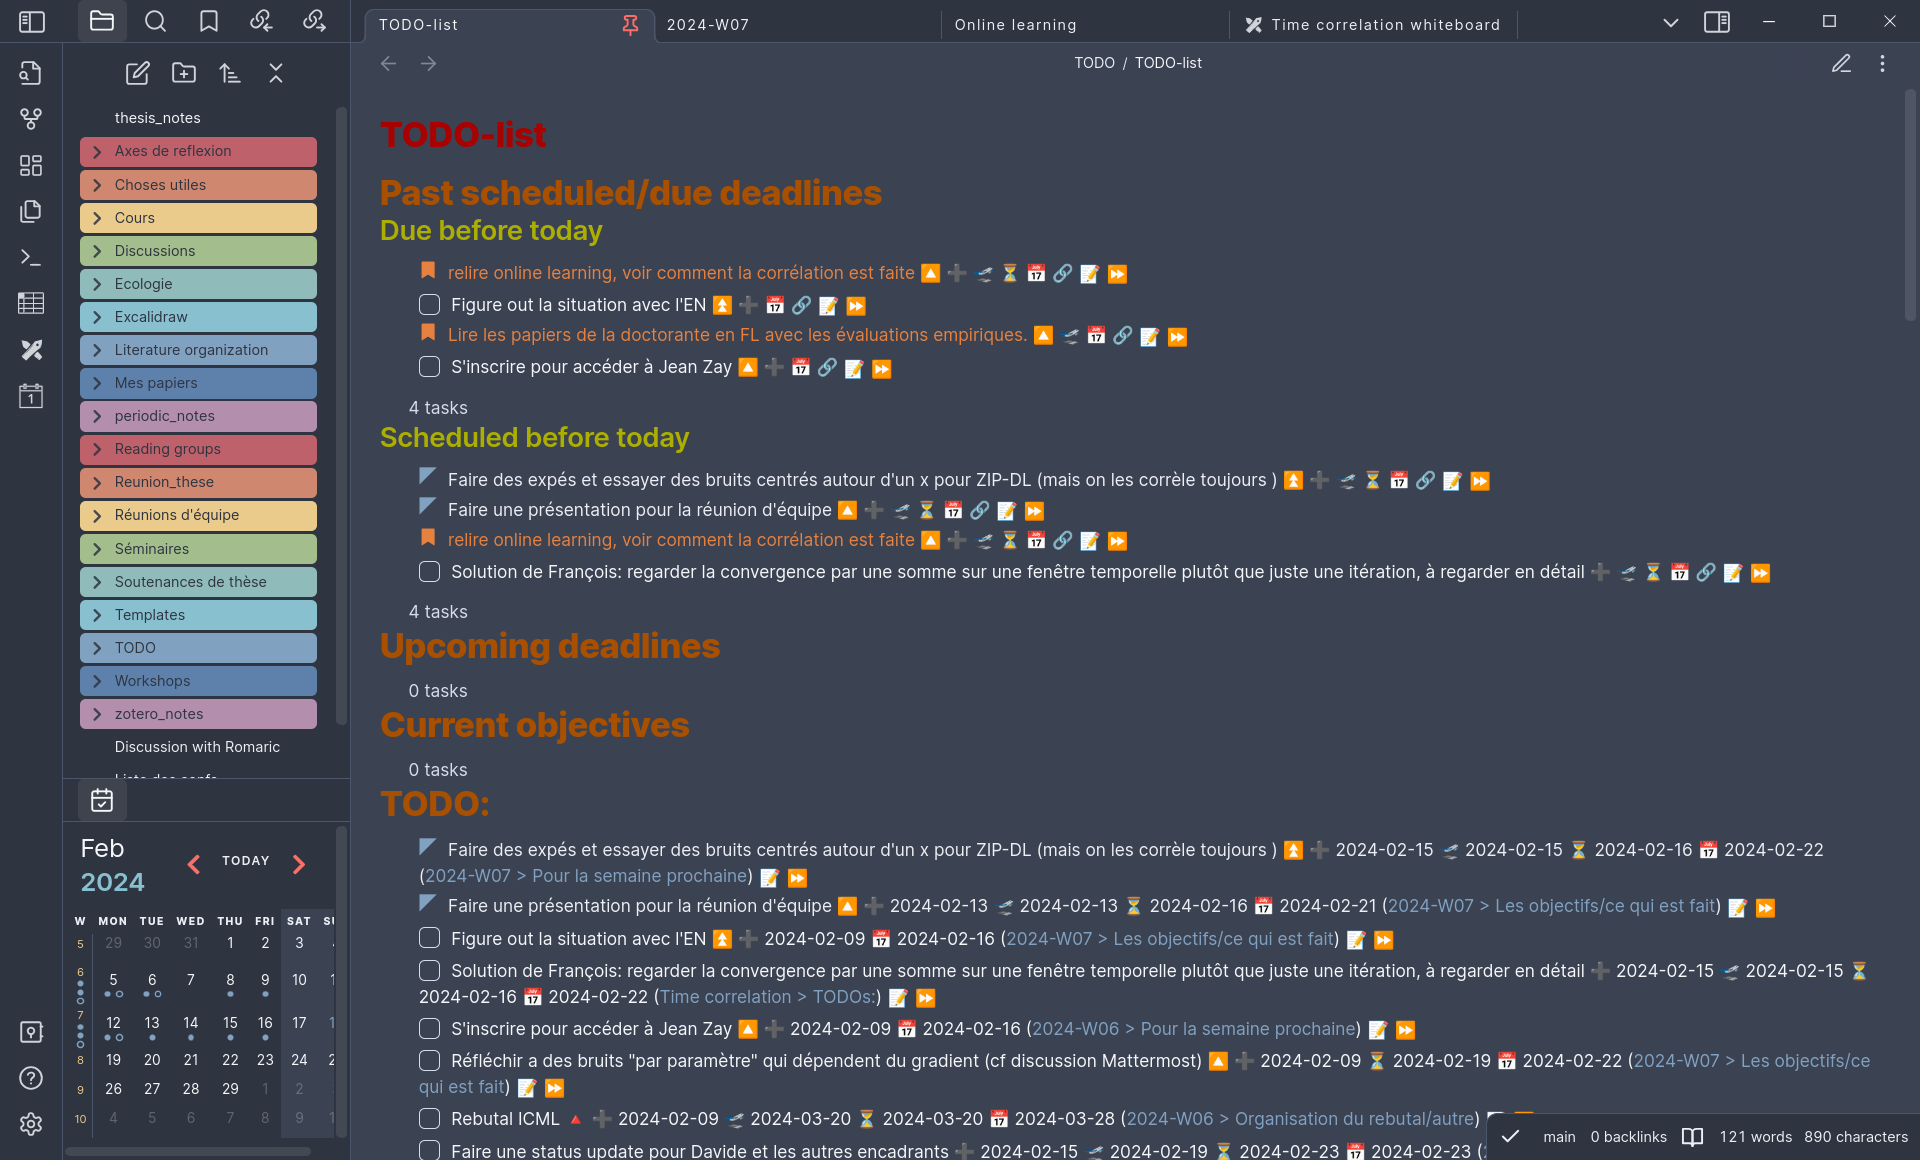 TODO-list
2024-W07
Online learning
Time correlation whiteboard
TODO / TODO-list
thesis_notes
Axes de reflexion
Choses utiles
Cours
Discussions
Ecologie
Excalidraw
Literature organization
Mes papiers
periodic_notes
Reading groups
Reunion_these
Réunions d'équipe
Séminaires
Soutenances de thèse
Templates
TODO
Workshops
zotero_notes
Discussion with Romaric
Feb
2024
TODAY
W MON TUE WED THU FRI SAT
5 29 30 31 1 2 3
6 5 6 7 8 9 10
7 12 13 14 15 16 17
8 19 20 21 22 23 24
9 26 27 28 29 1 2
10 4 5 6 7 8 9
TODO-list
Past scheduled/due deadlines
Due before today
relire online learning, voir comment la corrélation est faite 🔼 ➕ 🛫 ⏳ 📅 🔗 📝 ⏩
Figure out la situation avec l'EN ⏫ ➕ 📅 🔗 📝 ⏩
Lire les papiers de la doctorante en FL avec les évaluations empiriques. 🔼 🛫 📅 🔗 📝 ⏩
S'inscrire pour accéder à Jean Zay 🔼 ➕ 📅 🔗 📝 ⏩
4 tasks
Scheduled before today
Faire des expés et essayer des bruits centrés autour d'un x pour ZIP-DL (mais on les corrèle toujours ) ⏫ ➕ 🛫 ⏳ 📅 🔗 📝 ⏩
Faire une présentation pour la réunion d'équipe 🔼 ➕ 🛫 ⏳ 📅 🔗 📝 ⏩
relire online learning, voir comment la corrélation est faite 🔼 ➕ 🛫 ⏳ 📅 🔗 📝 ⏩
Solution de François: regarder la convergence par une somme sur une fenêtre temporelle plutôt que juste une itération, à regarder en détail ➕ 🛫 ⏳ 📅 🔗 📝 ⏩
4 tasks
Upcoming deadlines
0 tasks
Current objectives
0 tasks
TODO:
Faire des expés et essayer des bruits centrés autour d'un x pour ZIP-DL (mais on les corrèle toujours ) ⏫ ➕ 2024-02-15 🛫 2024-02-15 ⏳ 2024-02-16 📅 2024-02-22
(2024-W07 > Pour la semaine prochaine) 📝 ⏩
Faire une présentation pour la réunion d'équipe 🔼 ➕ 2024-02-13 🛫 2024-02-13 ⏳ 2024-02-16 📅 2024-02-21 (2024-W07 > Les objectifs/ce qui est fait) 📝 ⏩
Figure out la situation avec l'EN ⏫ ➕ 2024-02-09 📅 2024-02-16 (2024-W07 > Les objectifs/ce qui est fait) 📝 ⏩
Solution de François: regarder la convergence par une somme sur une fenêtre temporelle plutôt que juste une itération, à regarder en détail ➕ 2024-02-15 🛫 2024-02-15 ⏳
2024-02-16 📅 2024-02-22 (Time correlation > TODOs:) 📝 ⏩
S'inscrire pour accéder à Jean Zay 🔼 ➕ 2024-02-09 📅 2024-02-16 (2024-W06 > Pour la semaine prochaine) 📝 ⏩
Réfléchir a des bruits "par paramètre" qui dépendent du gradient (cf discussion Mattermost) 🔼 ➕ 2024-02-09 ⏳ 2024-02-19 📅 2024-02-22 (2024-W07 > Les objectifs/ce
qui est fait) 📝 ⏩
Rebutal ICML 🔺 ➕ 2024-02-09 🛫 2024-03-20 ⏳ 2024-03-20 📅 2024-03-28 (2024-W06 > Organisation du rebutal/autre)
Faire une status update pour Davide et les autres encadrants ➕ 2024-02-15 🛫 2024-02-19 ⏳ 2024-02-23 📅 2024-02-23
main 0 backlinks 121 words 890 characters